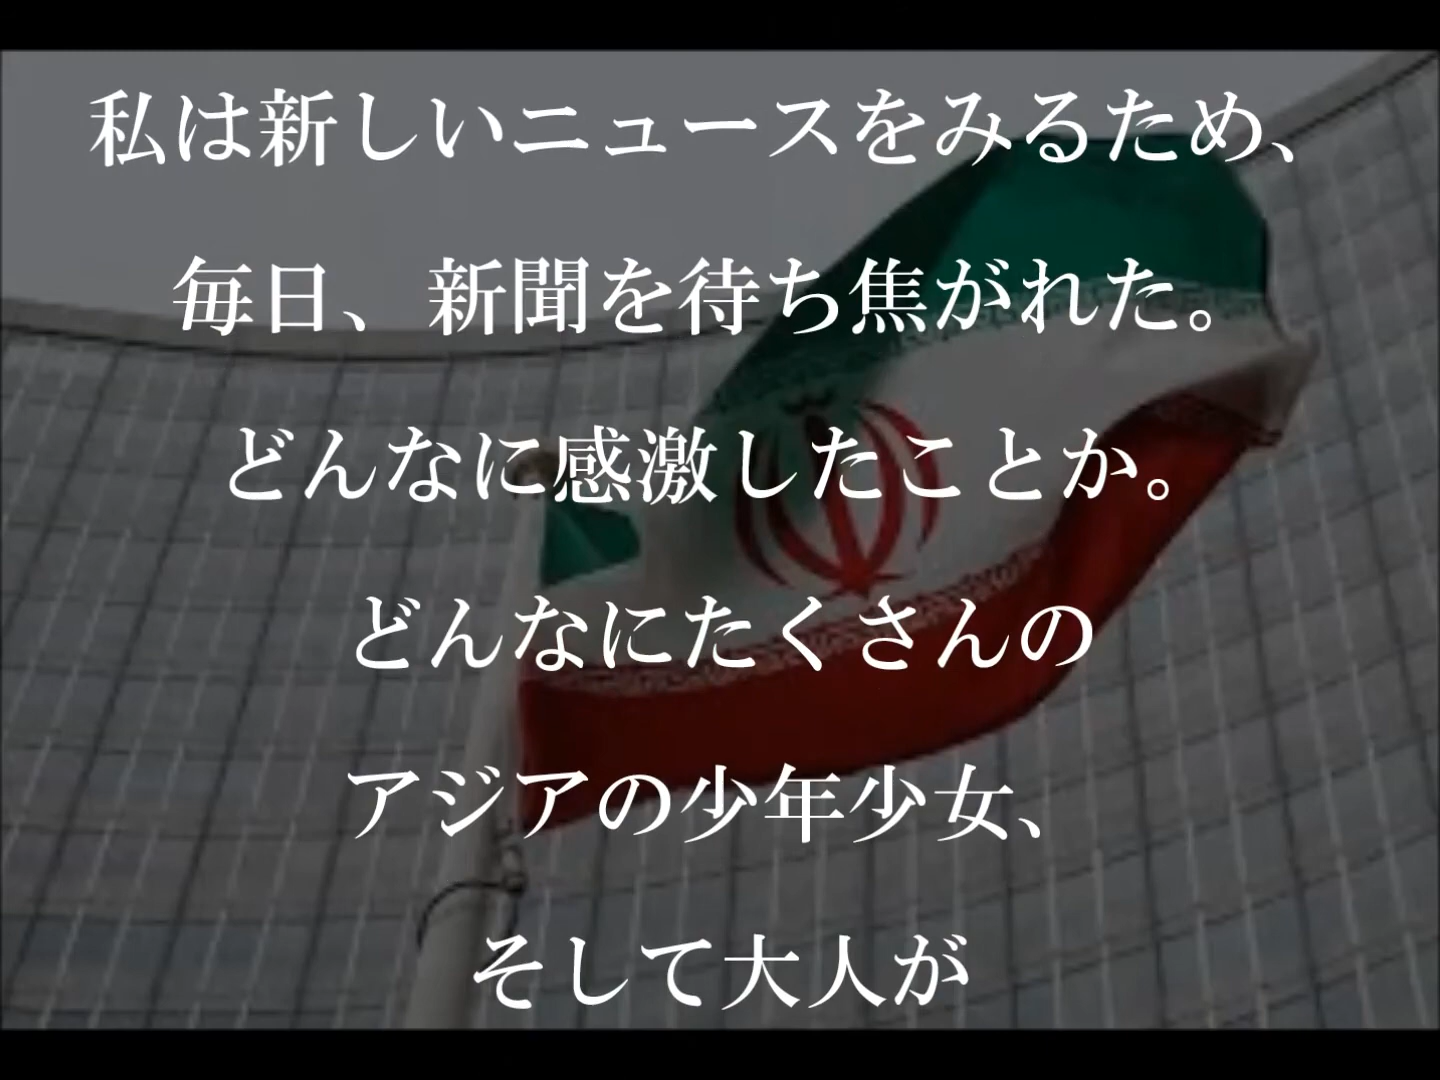 私は新しいニュースをみるため、
毎日、新聞を待ち焦がれた。
どんなに感激したことか。
どんなにたくさんの
アジアの少年少女、
そして大人が